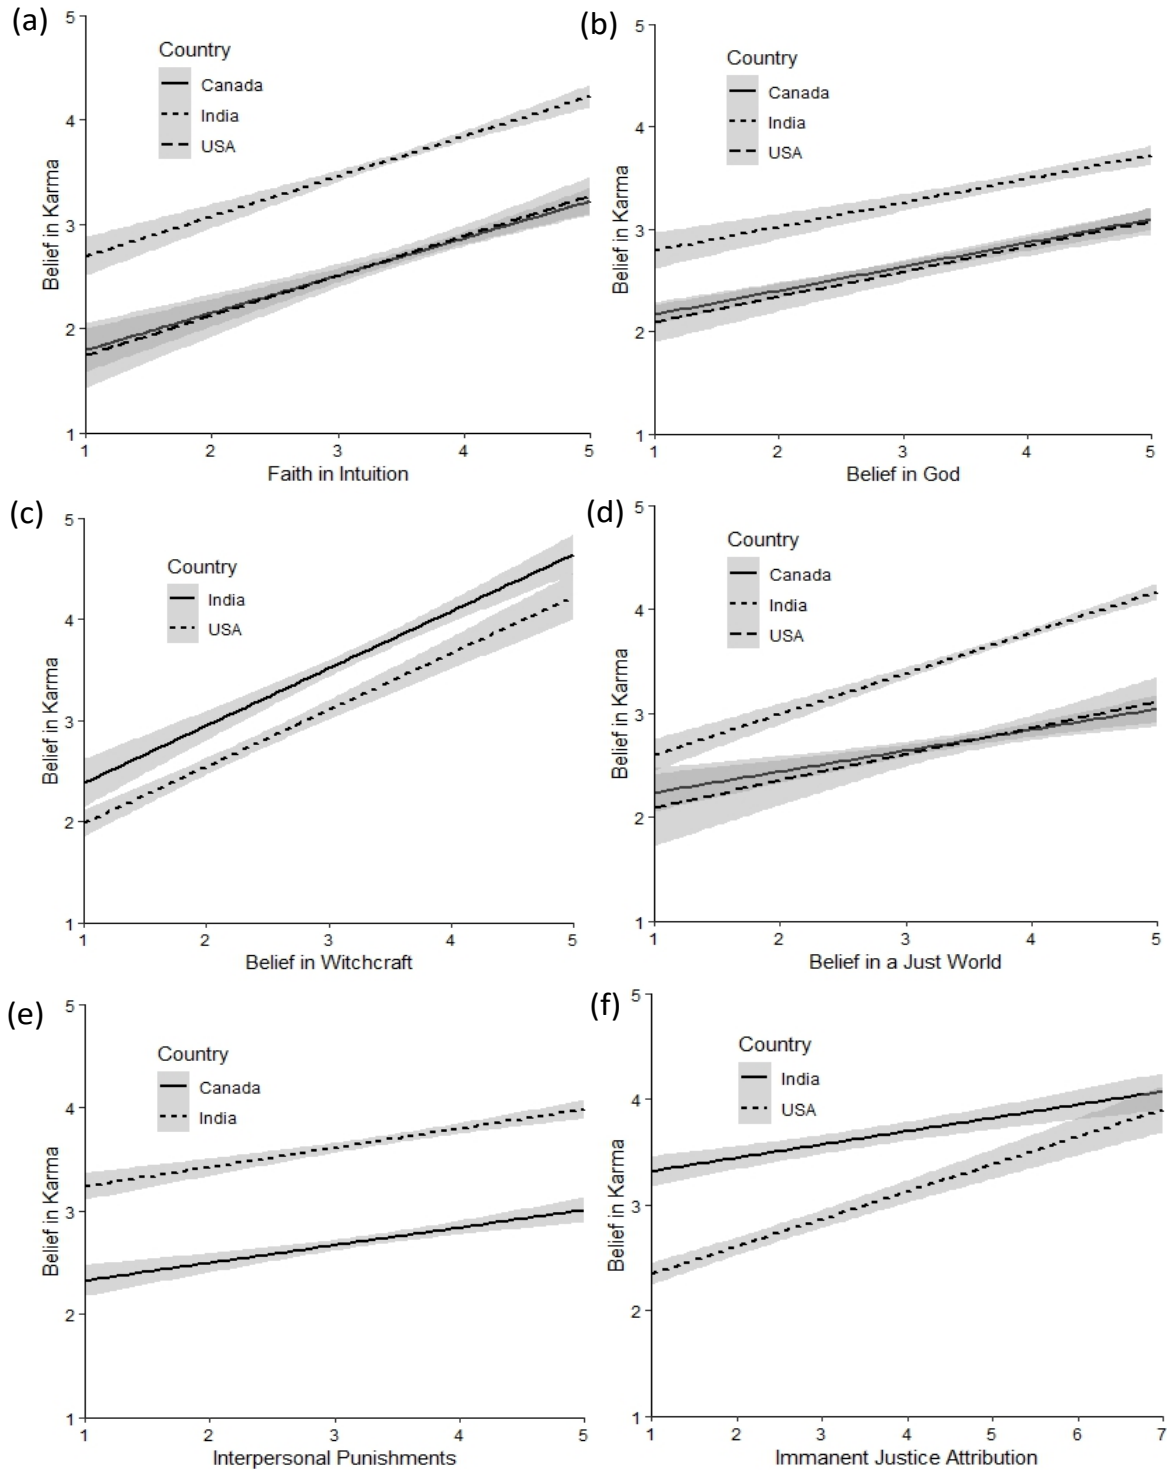 (a)
Country
Canada
India
USA
5
4
3
2
1
Belief in Karma
1 2 3 4 5
Faith in Intuition
(b)
Country
Canada
India
USA
5
4
3
2
1
Belief in Karma
1 2 3 4 5
Belief in God
(c)
Country
India
USA
5
4
3
2
1
Belief in Karma
1 2 3 4 5
Belief in Witchcraft
(d)
Country
Canada
India
USA
5
4
3
2
1
Belief in Karma
1 2 3 4 5
Belief in a Just World
(e)
Country
Canada
India
5
4
3
2
1
Belief in Karma
1 2 3 4 5
Interpersonal Punishments
(f)
Country
India
USA
5
4
3
2
1
Belief in Karma
1 2 3 4 5 6 7
Immanent Justice Attribution